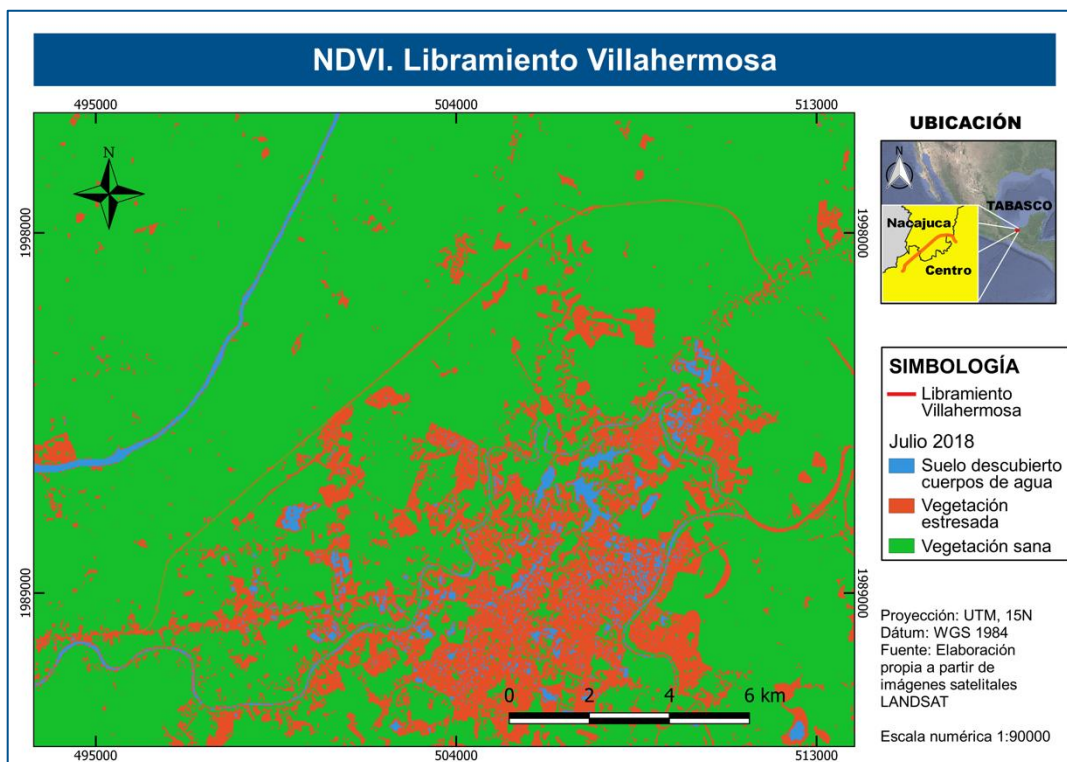 NDVI. Libramiento Villahermosa
495000
504000
513000
N
1998000
1998000
1989000
1989000
0 2 4 6 km
495000
504000
513000
UBICACIÓN
N
TABASCO
Nacajuca
Centro
SIMBOLOGÍA
Libramiento
Villahermosa
Julio 2018
Suelo descubierto
cuerpos de agua
Vegetación
estresada
Vegetación sana
Proyección: UTM, 15N
Dátum: WGS 1984
Fuente: Elaboración
propia a partir de
imágenes satelitales
LANDSAT
Escala numérica 1:90000